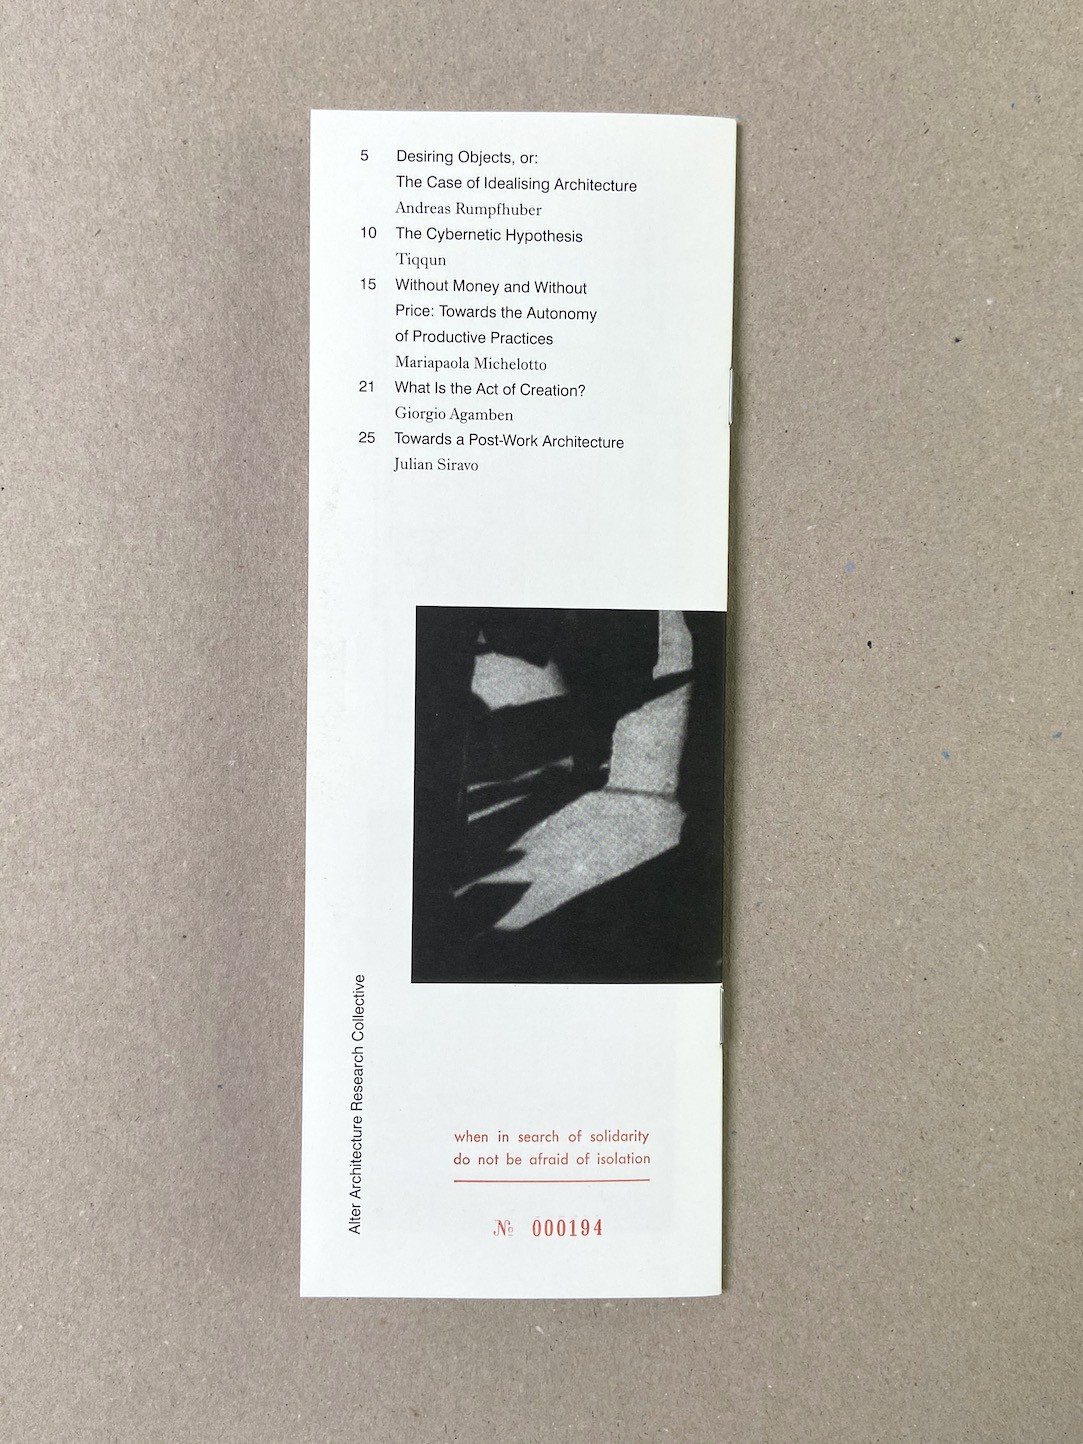 5 Desiring Objects, or:
The Case of Idealising Architecture
Andreas Rumpfhuber
10 The Cybernetic Hypothesis
Tiqqun
15 Without Money and Without
Price: Towards the Autonomy
of Productive Practices
Mariapaola Michelotto
21 What Is the Act of Creation?
Giorgio Agamben
25 Towards a Post-Work Architecture
Julian Siravo
Alter Architecture Research Collective
when in search of solidarity
do not be afraid of isolation
№ 000194